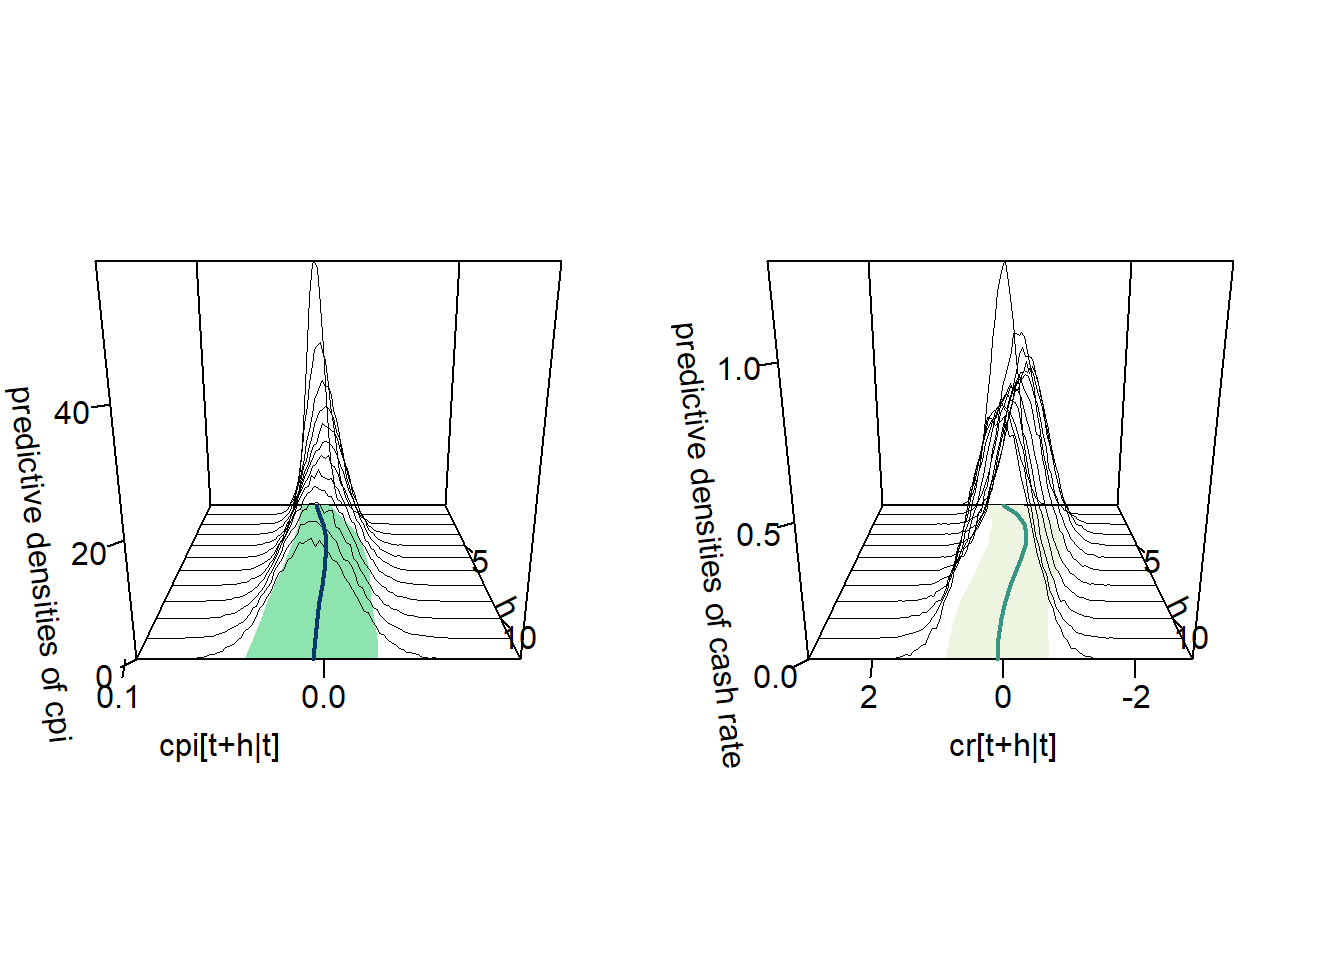 predictive densities of cpi
40
20
0
0.1
0.0
cpi[t+h|t]
5
h
10
predictive densities of cash rate
1.0
0.5
0.0
2
0
-2
cr[t+h|t]
5
h
10